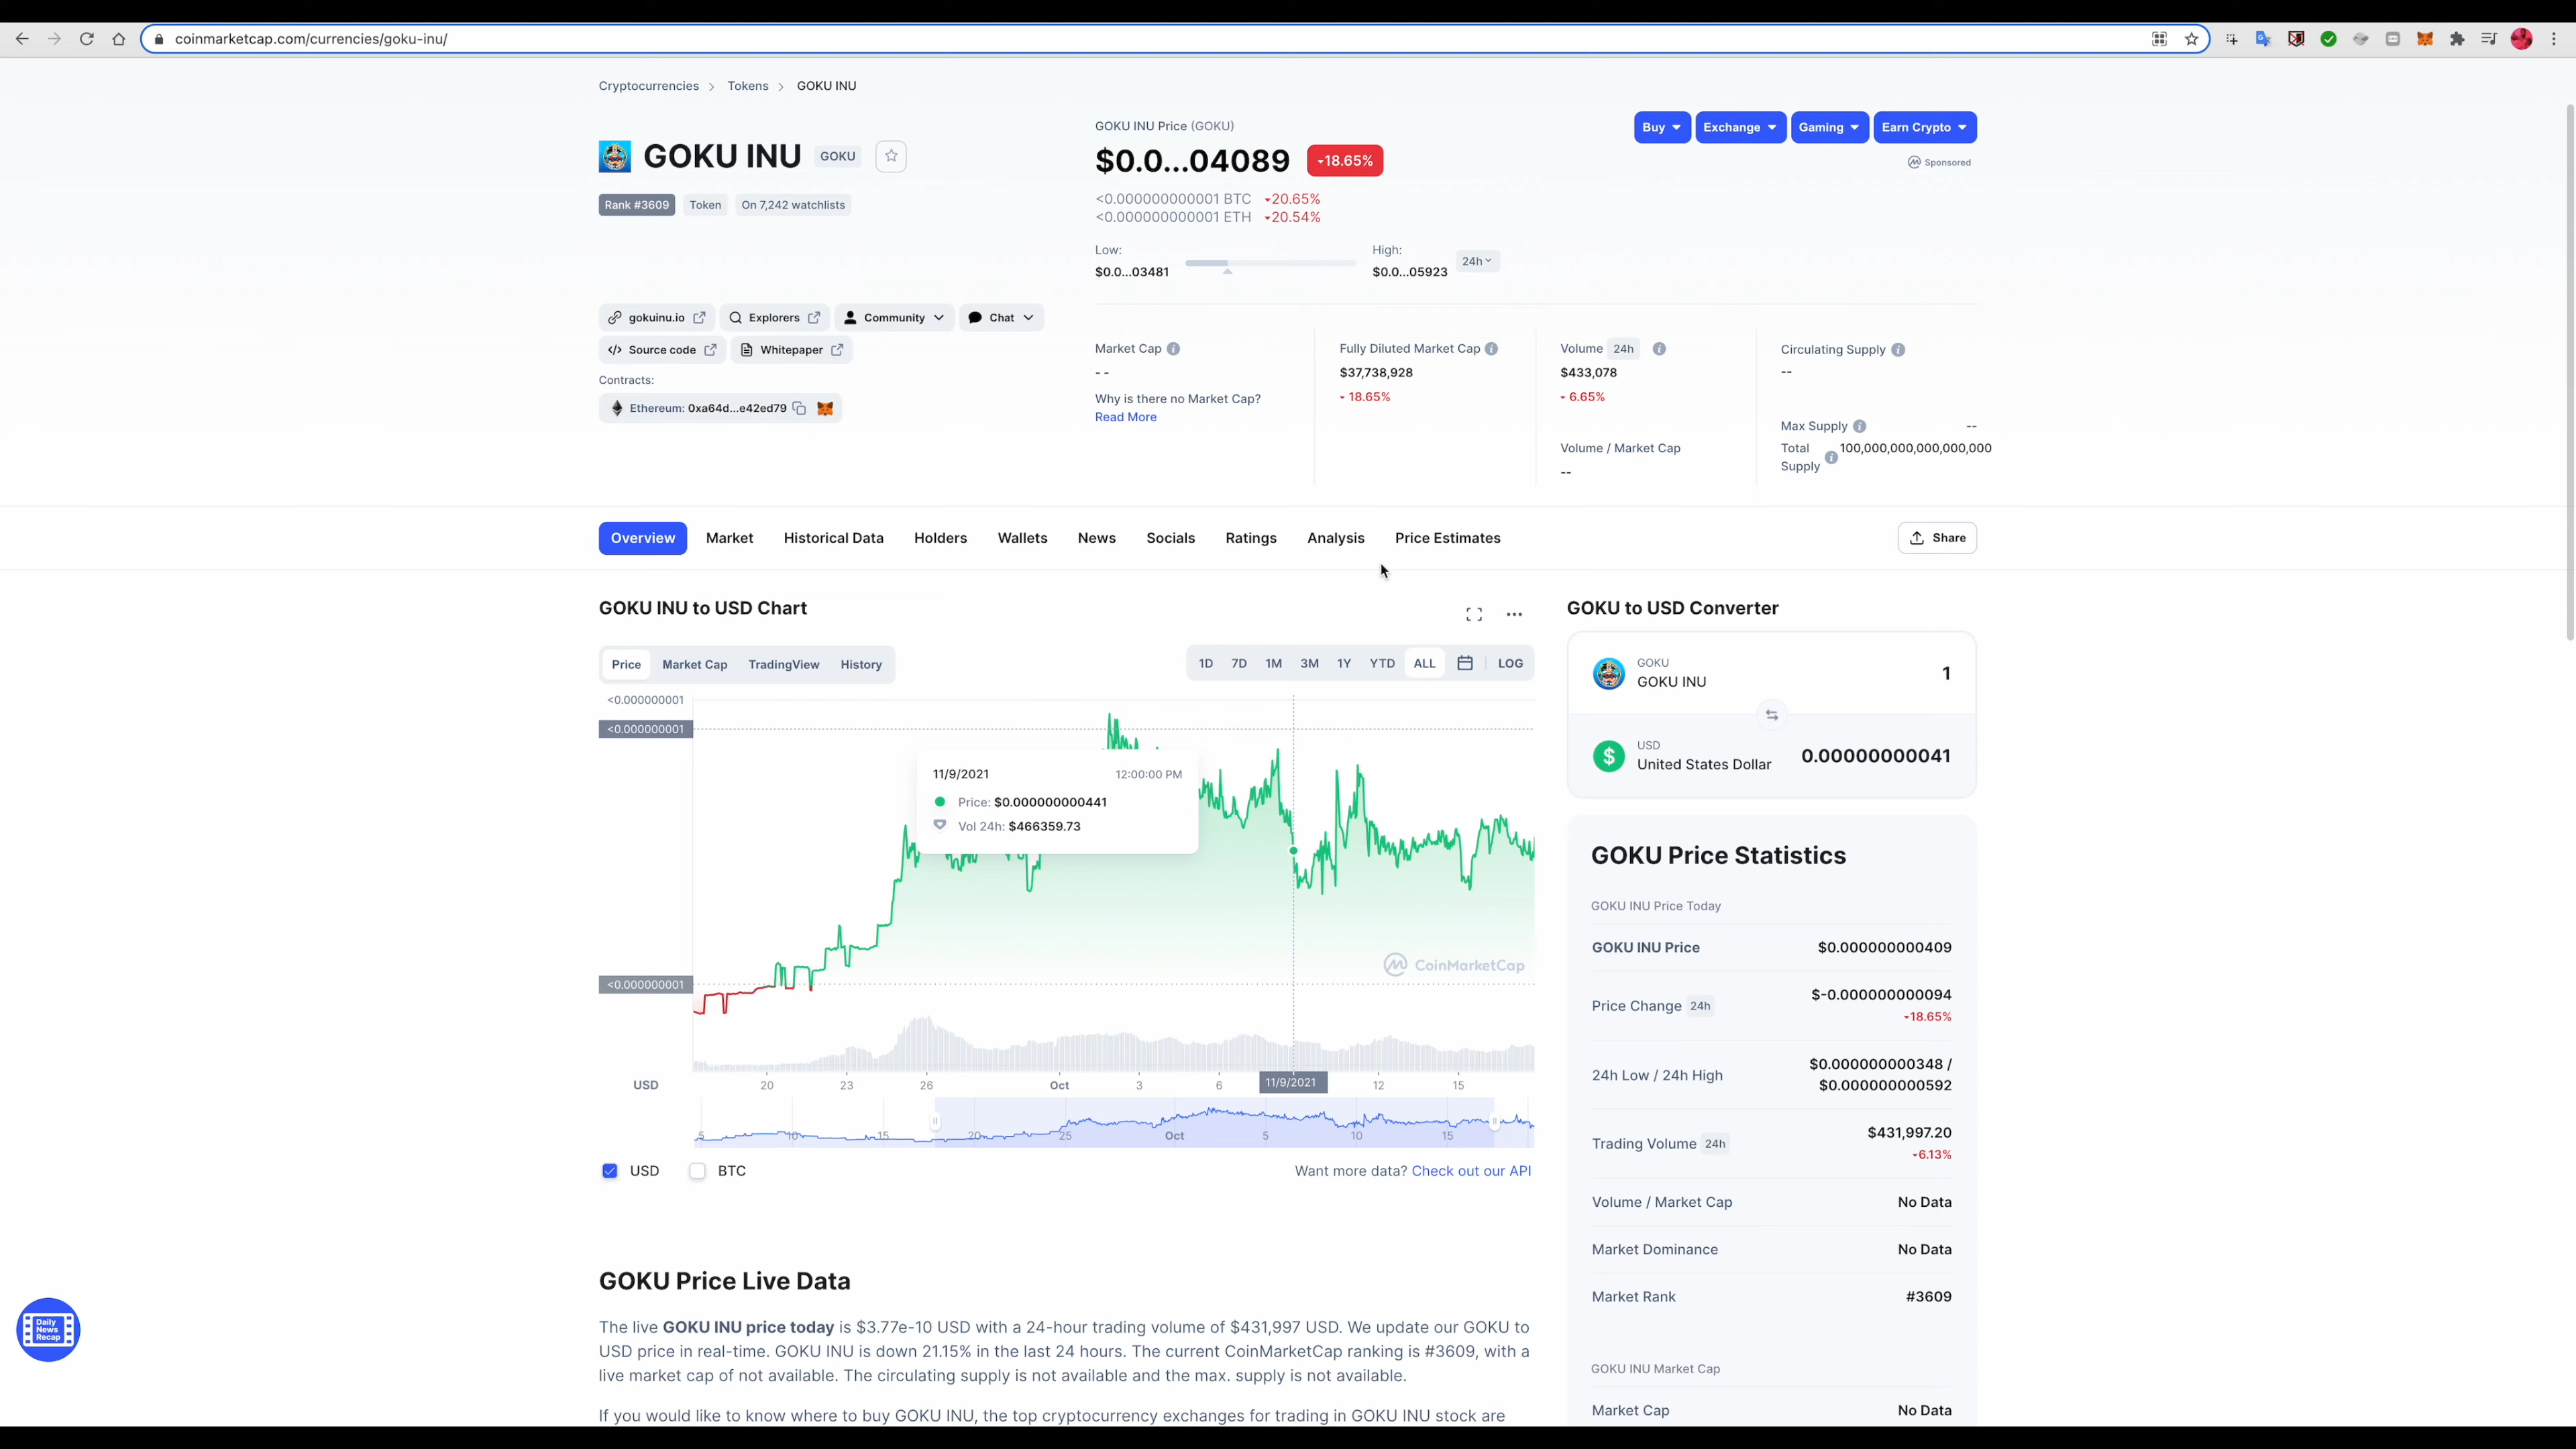 coinmarketcap.com/currencies/goku-inu/
Cryptocurrencies > Tokens > GOKU INU
GOKU INU GOKU
Rank #3609 Token On 7,242 watchlists
gokuinu.io Explorers Community Chat
Source code Whitepaper
Contracts:
Ethereum: 0xa64d...e42ed79
GOKU INU Price (GOKU)
$0.0...04089 18.65%
<0.000000000001 BTC 20.65%
<0.000000000001 ETH 20.54%
Low:
$0.0...03481
High:
$0.0...05923
24h
Buy Exchange Gaming Earn Crypto
Sponsored
Market Cap
- -
Why is there no Market Cap?
Read More
Fully Diluted Market Cap
$37,738,928
18.65%
Volume 24h
$433,078
6.65%
Volume / Market Cap
--
Circulating Supply
--
Max Supply --
Total Supply 100,000,000,000,000,000
Overview Market Historical Data Holders Wallets News Socials Ratings Analysis Price Estimates
Share
GOKU INU to USD Chart
Price Market Cap TradingView History
1D 7D 1M 3M 1Y YTD ALL LOG
<0.000000001
<0.000000001
11/9/2021 12:00:00 PM
Price: $0.000000000441
Vol 24h: $466359.73
CoinMarketCap
<0.000000001
USD 20 23 26 Oct 3 6 11/9/2021 12 15
5 10 15 20 25 Oct 5 10 15
USD BTC
Want more data? Check out our API
GOKU Price Live Data
The live GOKU INU price today is $3.77e-10 USD with a 24-hour trading volume of $431,997 USD. We update our GOKU to
USD price in real-time. GOKU INU is down 21.15% in the last 24 hours. The current CoinMarketCap ranking is #3609, with a
live market cap of not available. The circulating supply is not available and the max. supply is not available.
If you would like to know where to buy GOKU INU, the top cryptocurrency exchanges for trading in GOKU INU stock are
GOKU to USD Converter
GOKU
GOKU INU
1
USD
United States Dollar
0.00000000041
GOKU Price Statistics
GOKU INU Price Today
GOKU INU Price $0.000000000409
Price Change 24h $-0.000000000094
18.65%
24h Low / 24h High $0.000000000348 /
$0.000000000592
Trading Volume 24h $431,997.20
6.13%
Volume / Market Cap No Data
Market Dominance No Data
Market Rank #3609
GOKU INU Market Cap
Market Cap No Data
Daily
News
Recap